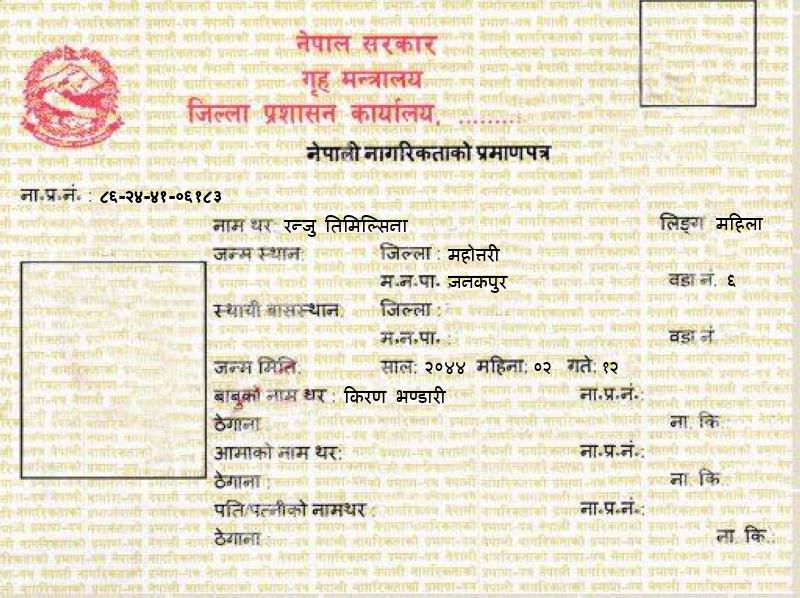 नेपाल सरकार
गृह मन्त्रालय
जिल्ला प्रशासन कार्यालय, .........
नेपाली नागरिकताको प्रमाणपत्र
ना.प्र.नं. : ८६-२४-४१-०६१८३
नाम थर: रन्जु तिमिल्सिना लिङ्ग महिला
जन्म स्थान: जिल्ला : महोत्तरी
म.न.पा. जनकपुर वडा नं. ६
स्थायी बासस्थान: जिल्ला :
म.न.पा. : वडा नं.
जन्म मिति: साल: २०४४ महिना: ०२ गते: १२
बाबुको नाम थर : किरण भण्डारी ना.प्र.नं.:
ठेगाना : ना. कि.:
आमाको नाम थर: ना.प्र.नं.:
ठेगाना : ना. कि.
पति/पत्नीको नामथर : ना.प्र.नं.:
ठेगाना : ना. कि.: